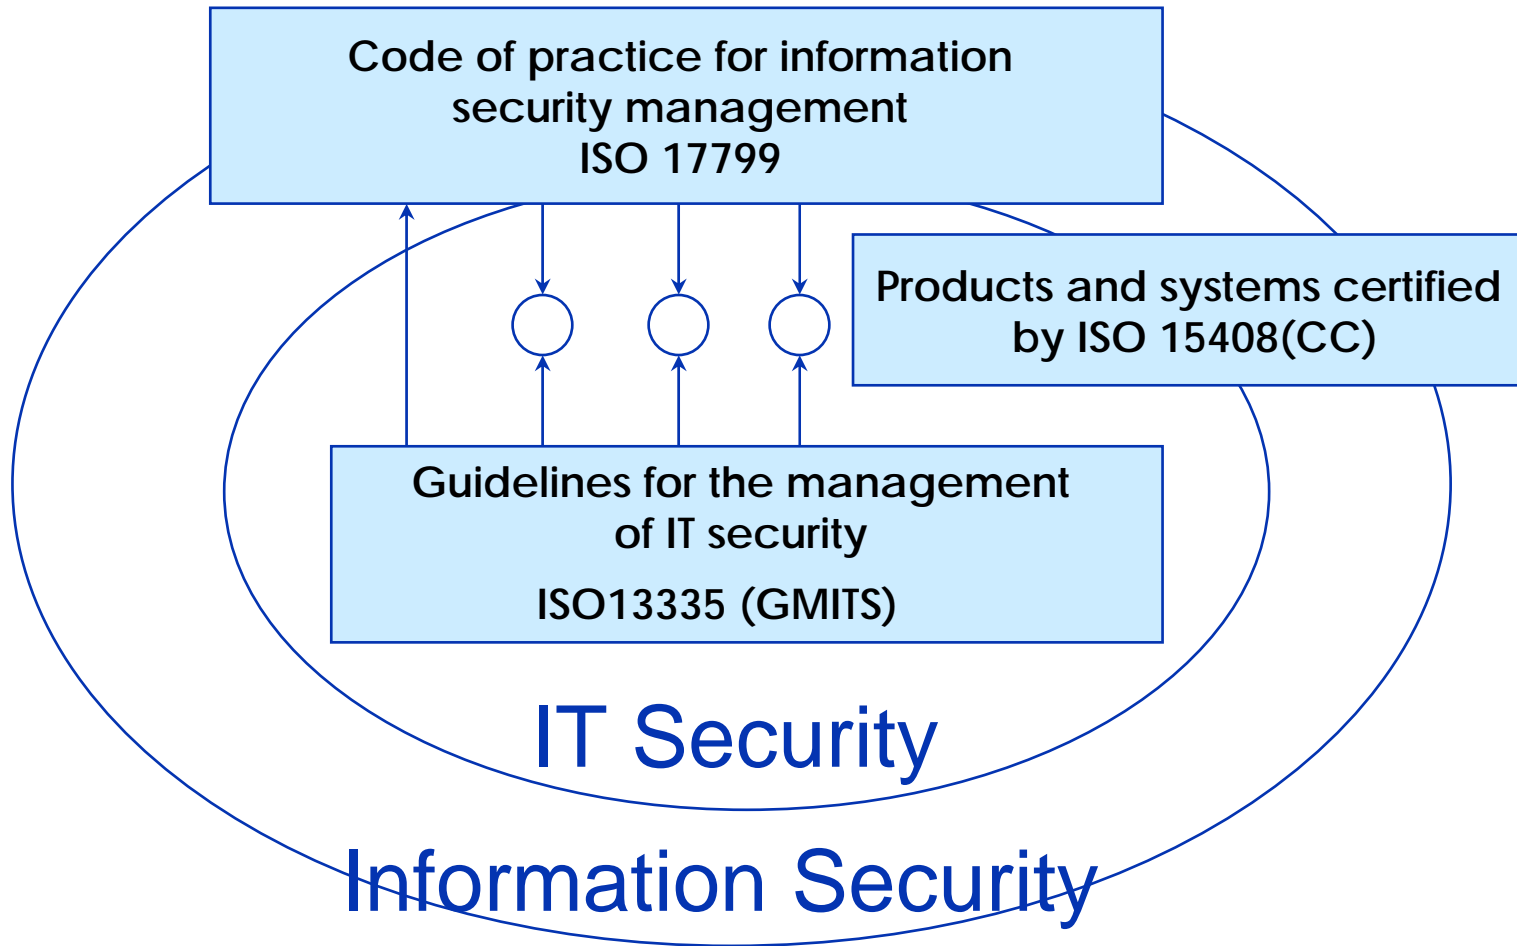 Code of practice for information
security management
ISO 17799
Products and systems certified
by ISO 15408(CC)
Guidelines for the management
of IT security
ISO13335 (GMITS)
IT Security
Information Security